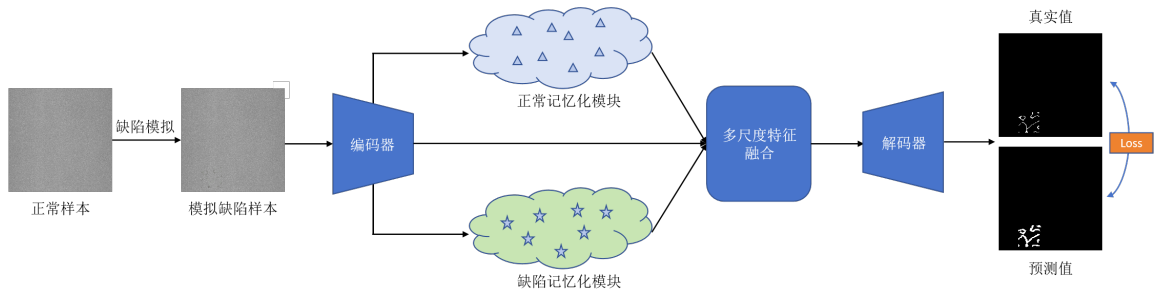 正常样本
缺陷模拟
模拟缺陷样本
编码器
正常记忆化模块
缺陷记忆化模块
多尺度特征
融合
解码器
真实值
Loss
预测值